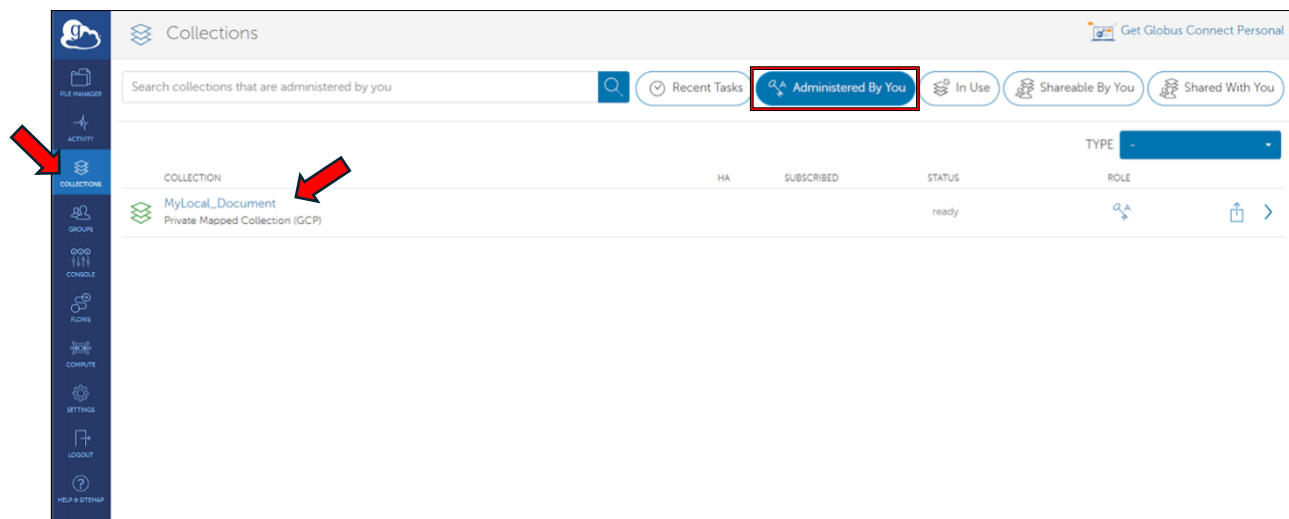 Collections
Get Globus Connect Personal
FILE MANAGER
Search collections that are administered by you
Recent Tasks
Administered By You
In Use
Shareable By You
Shared With You
ACTIVITY
TYPE -
COLLECTIONS
COLLECTION HA SUBSCRIBED STATUS ROLE
MyLocal_Document
Private Mapped Collection (GCP)
ready
GROUPS
CONSOLE
FLOWS
COMPUTE
SETTINGS
LOGOUT
HELP & SITEMAP